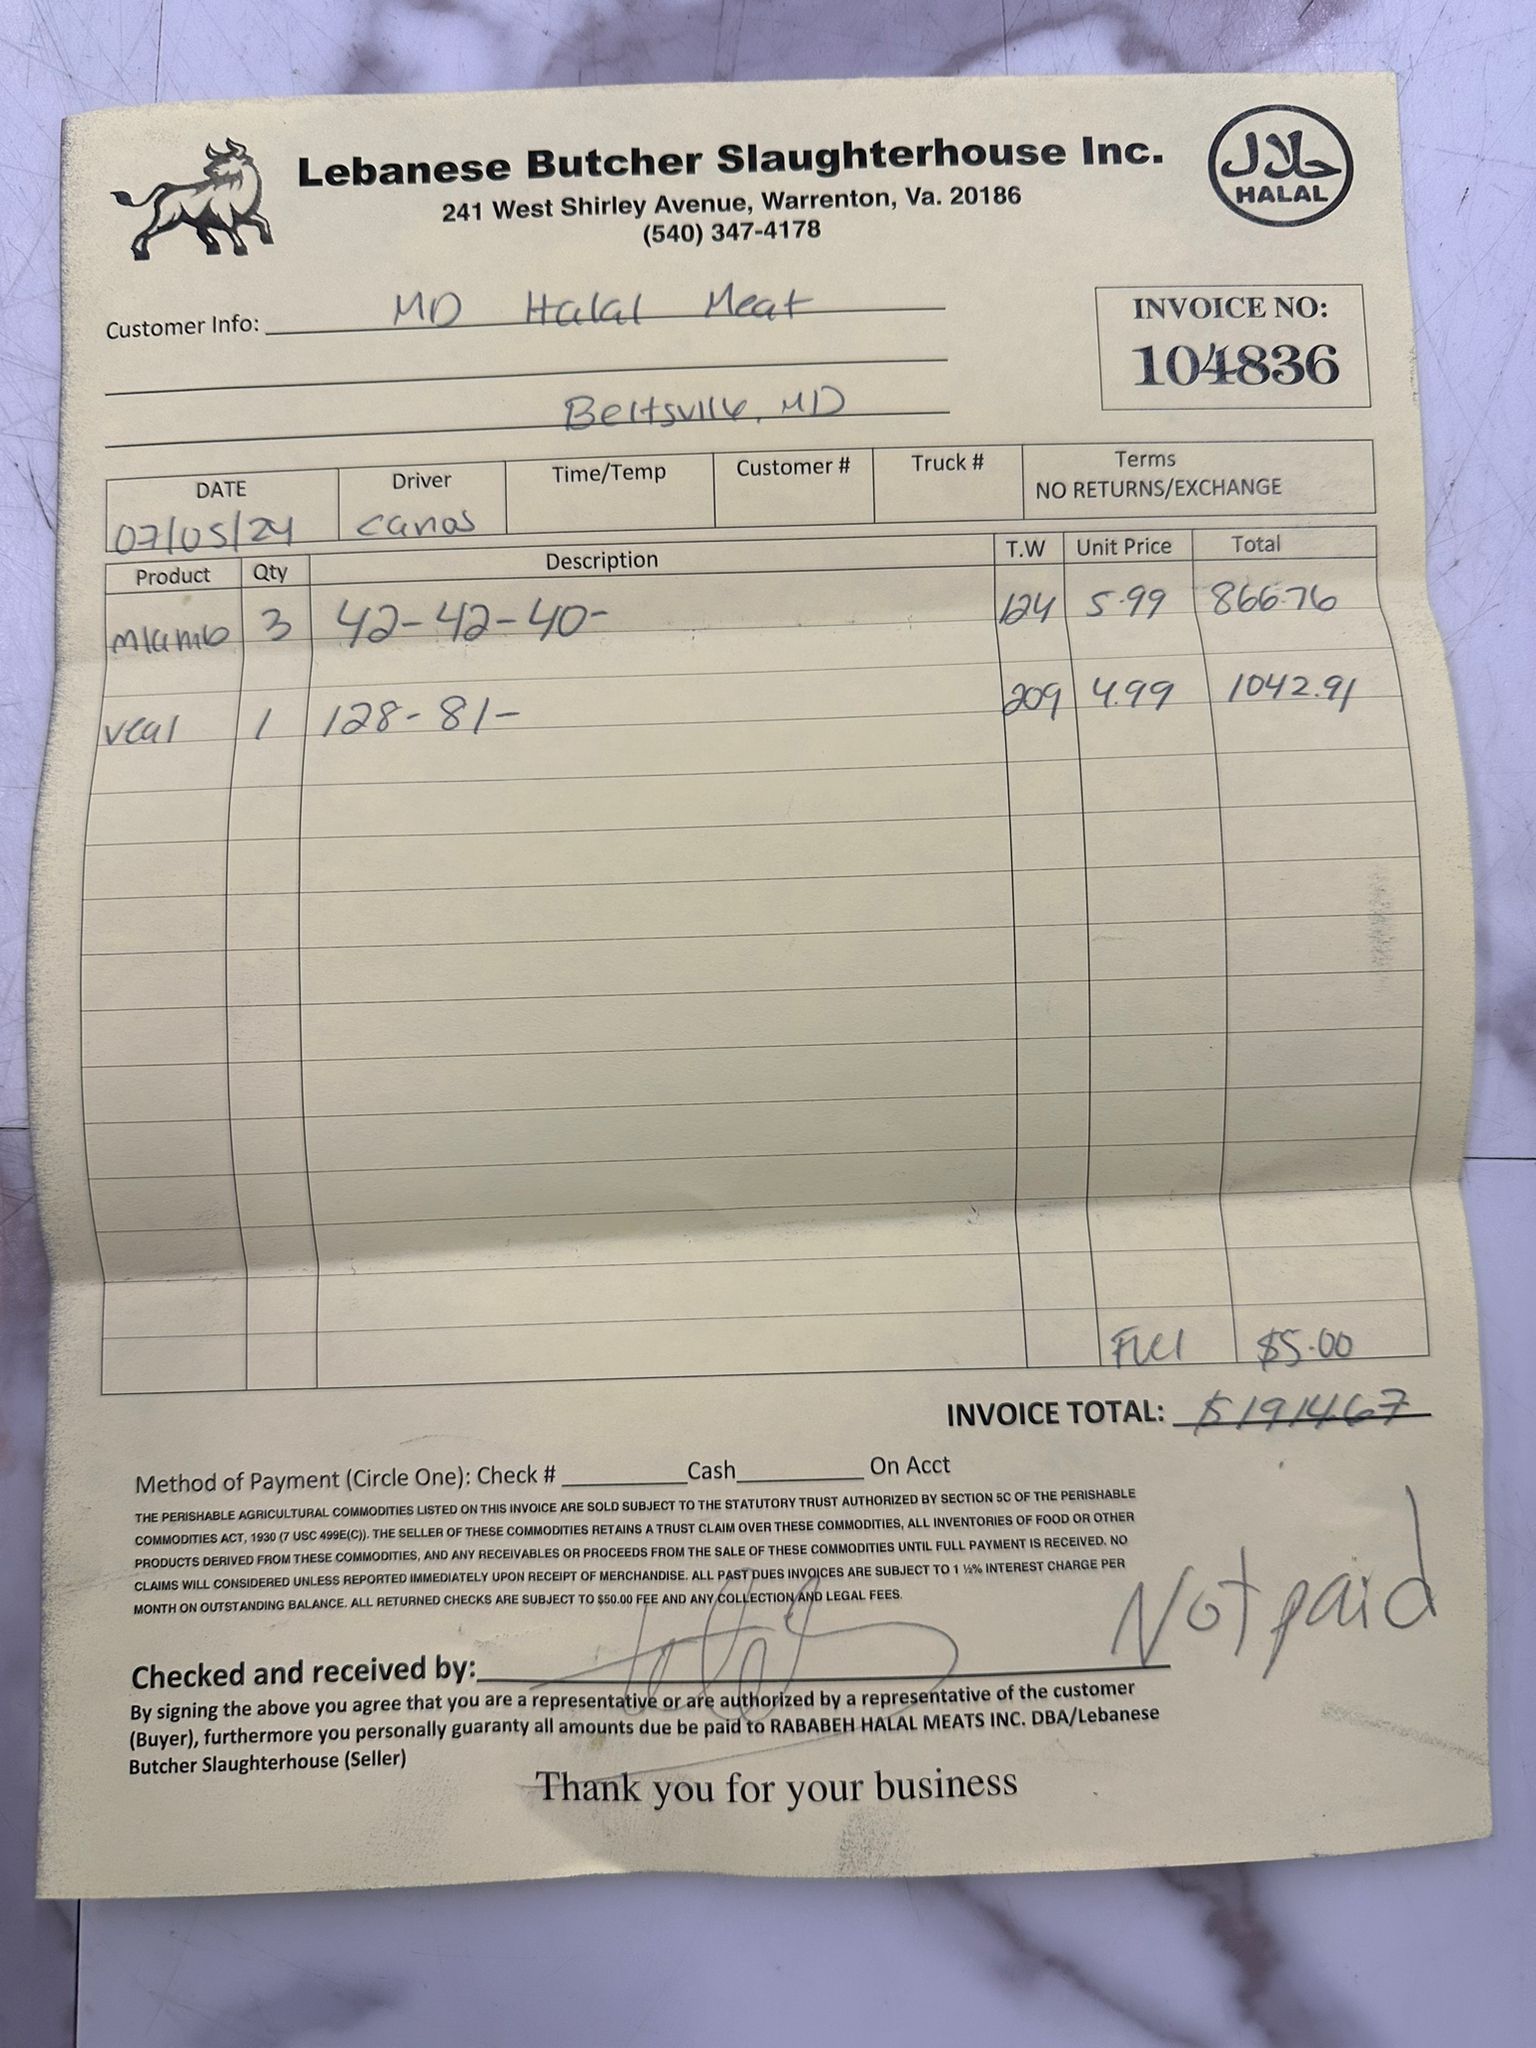 Lebanese Butcher Slaughterhouse Inc.
241 West Shirley Avenue, Warrenton, Va. 20186
(540) 347-4178
حلال
HALAL
Customer Info: MD Halal Meat
Beltsville, MD
INVOICE NO:
104836
DATE Driver Time/Temp Customer # Truck # Terms
NO RETURNS/EXCHANGE
07/05/24
Product Qty Description T.W Unit Price Total
mlamb 3 42-42-40- 124 5.99 866.76
veal 1 128-81- 209 4.99 1042.91
$5.00
INVOICE TOTAL: $1914.67
Method of Payment (Circle One): Check # Cash On Acct
THE PERISHABLE AGRICULTURAL COMMODITIES LISTED ON THIS INVOICE ARE SOLD SUBJECT TO THE STATUTORY TRUST AUTHORIZED BY SECTION 5C OF THE PERISHABLE
COMMODITIES ACT, 1930 (7 USC 499E(C)). THE SELLER OF THESE COMMODITIES RETAINS A TRUST CLAIM OVER THESE COMMODITIES, ALL INVENTORIES OF FOOD OR OTHER
PRODUCTS DERIVED FROM THESE COMMODITIES, AND ANY RECEIVABLES OR PROCEEDS FROM THE SALE OF THESE COMMODITIES UNTIL FULL PAYMENT IS RECEIVED. NO
CLAIMS WILL CONSIDERED UNLESS REPORTED IMMEDIATELY UPON RECEIPT OF MERCHANDISE. ALL PAST DUES INVOICES ARE SUBJECT TO 1 ½% INTEREST CHARGE PER
MONTH ON OUTSTANDING BALANCE. ALL RETURNED CHECKS ARE SUBJECT TO $50.00 FEE AND ANY COLLECTION AND LEGAL FEES.
Not paid
Checked and received by:
By signing the above you agree that you are a representative or are authorized by a representative of the customer
(Buyer), furthermore you personally guaranty all amounts due be paid to RABABEH HALAL MEATS INC. DBA/Lebanese
Butcher Slaughterhouse (Seller)
Thank you for your business